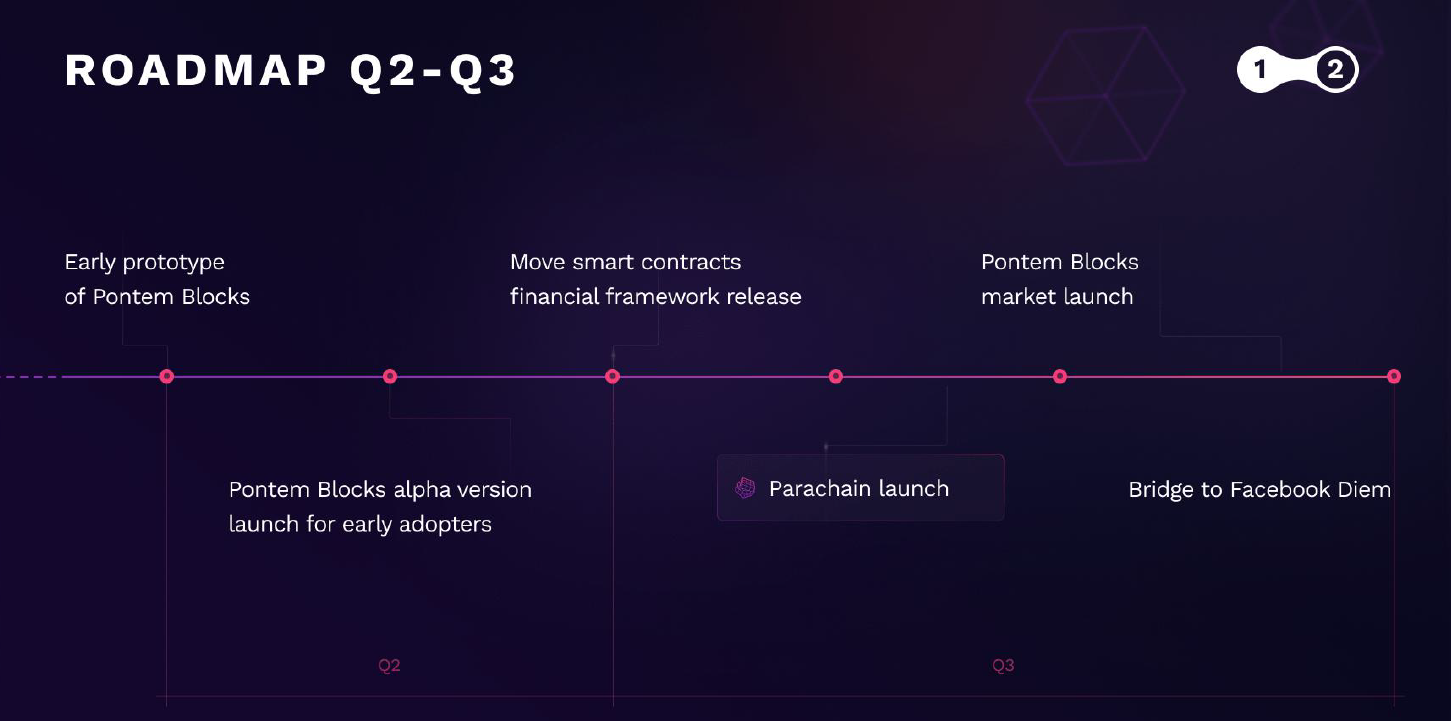 ROADMAP Q2-Q3
1 2
Early prototype
of Pontem Blocks
Move smart contracts
financial framework release
Pontem Blocks
market launch
Pontem Blocks alpha version
launch for early adopters
Parachain launch
Bridge to Facebook Diem
Q2
Q3